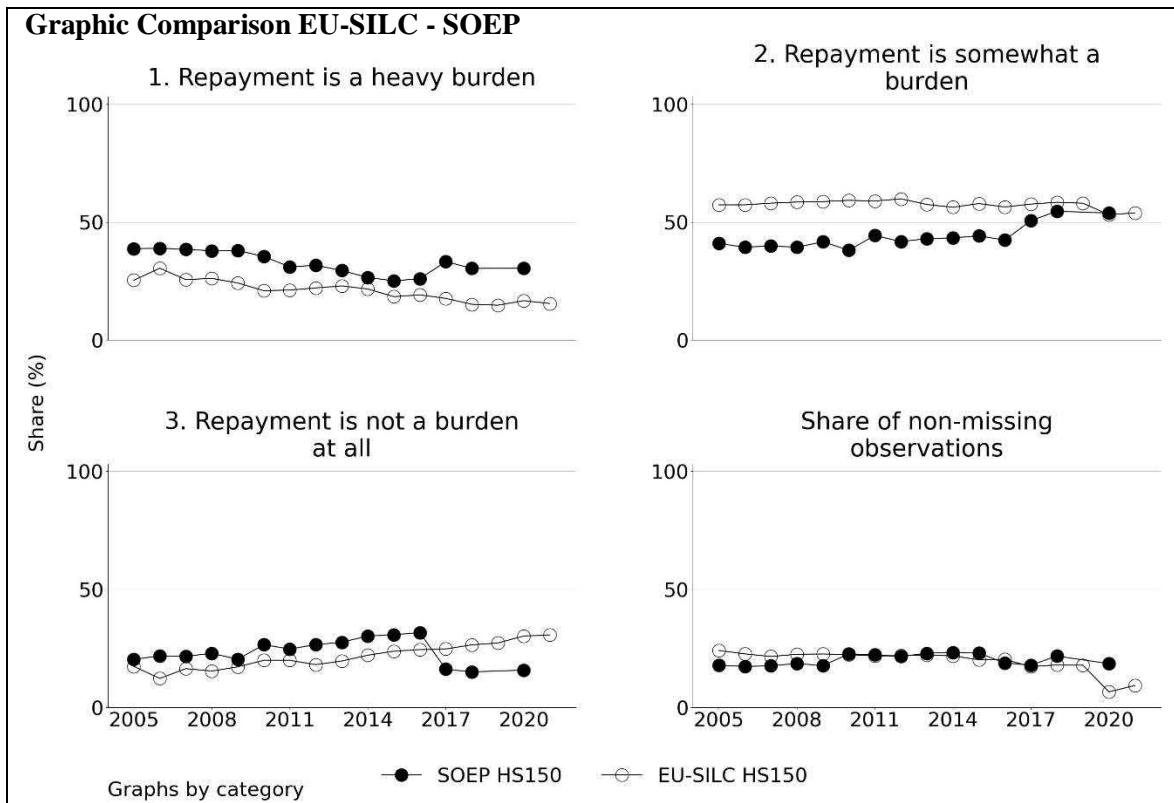 Graphic Comparison EU-SILC - SOEP
1. Repayment is a heavy burden
100
50
0
2. Repayment is somewhat a
burden
100
50
0
Share (%)
3. Repayment is not a burden
at all
100
50
0
2005 2008 2011 2014 2017 2020
Share of non-missing
observations
100
50
0
2005 2008 2011 2014 2017 2020
SOEP HS150 EU-SILC HS150
Graphs by category